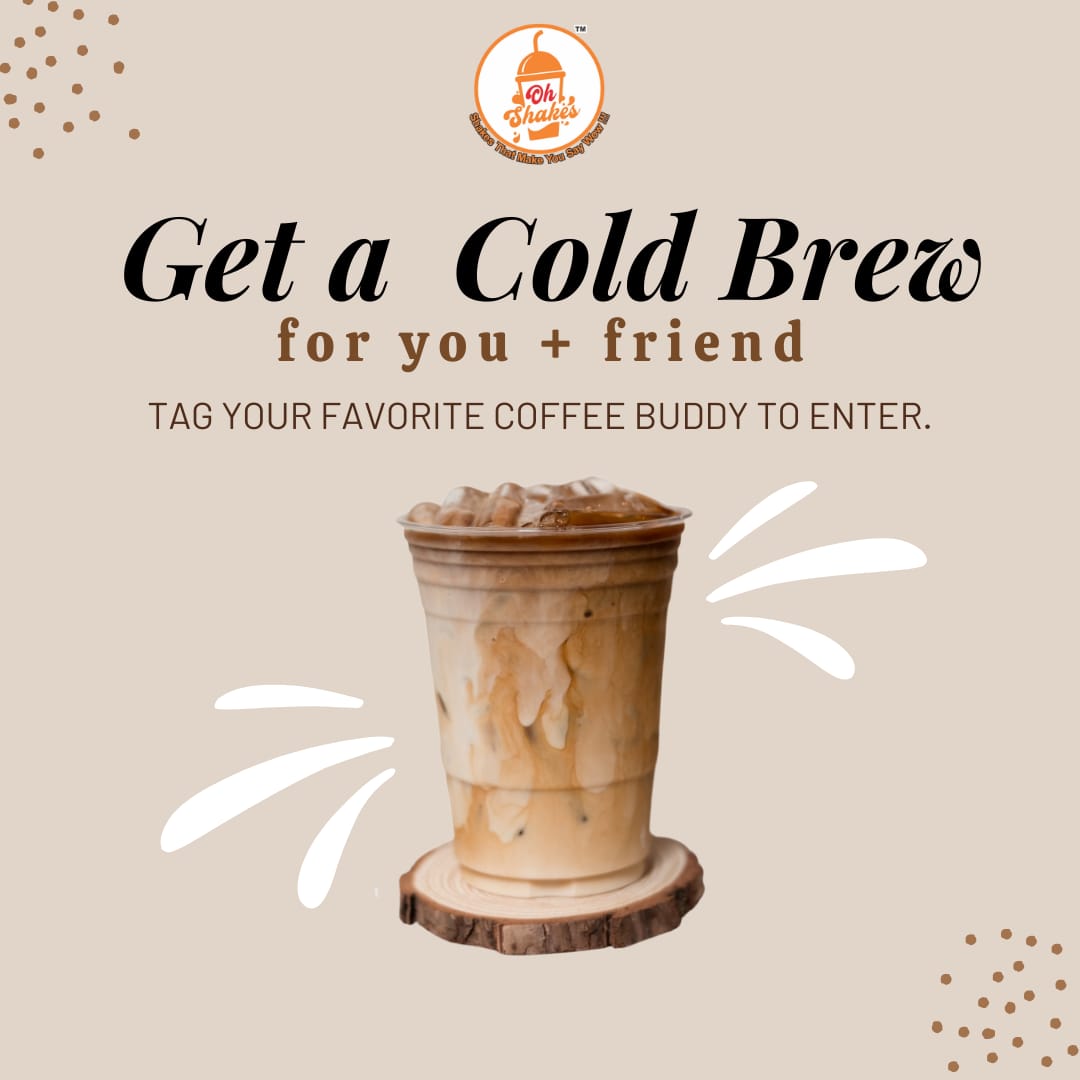 TM
Oh
Shakes
Shakes That Make You Say Wow !!!
Get a Cold Brew
for you + friend
TAG YOUR FAVORITE COFFEE BUDDY TO ENTER.